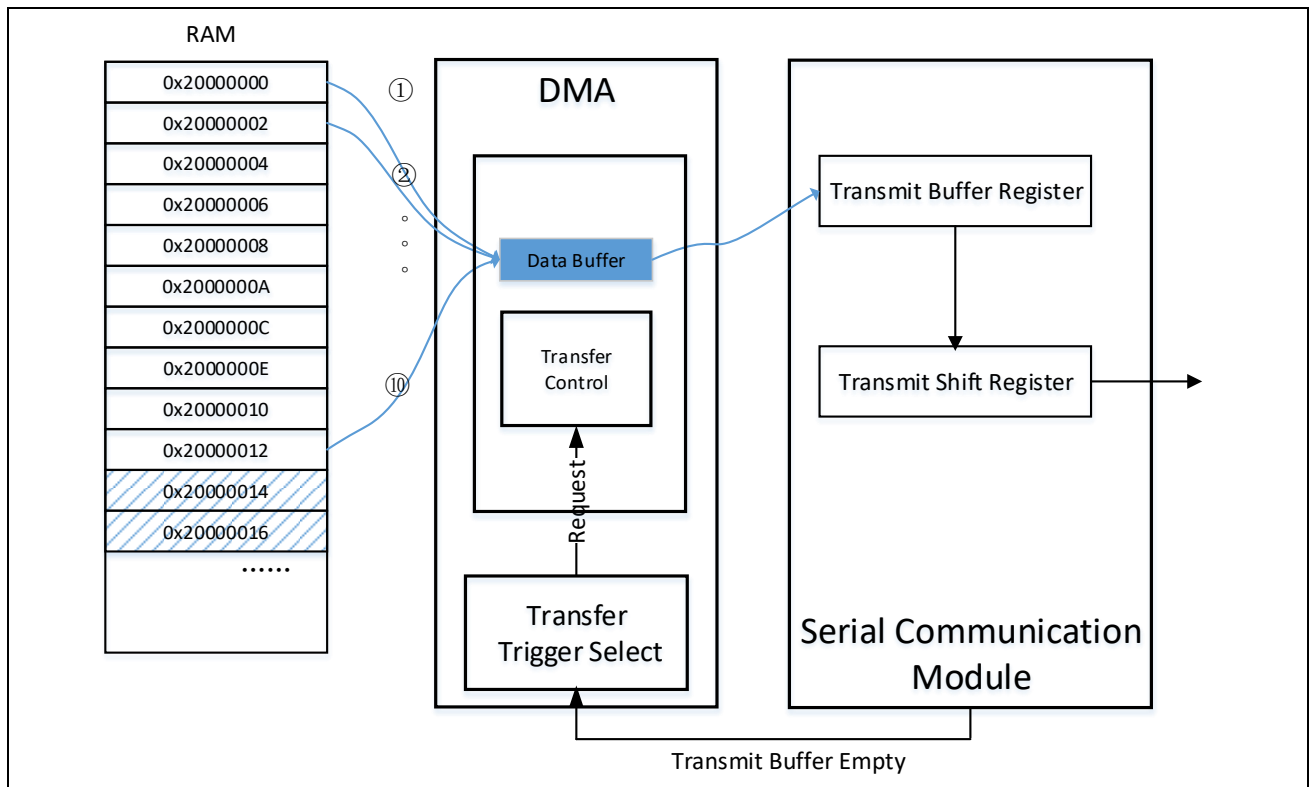 RAM
0x20000000
0x20000002
0x20000004
0x20000006
0x20000008
0x2000000A
0x2000000C
0x2000000E
0x20000010
0x20000012
0x20000014
0x20000016
……
①
②
。
。
。
⑩
DMA
Data Buffer
Transfer
Control
Request
Transfer
Trigger Select
Transmit Buffer Register
Transmit Shift Register
Serial Communication
Module
Transmit Buffer Empty